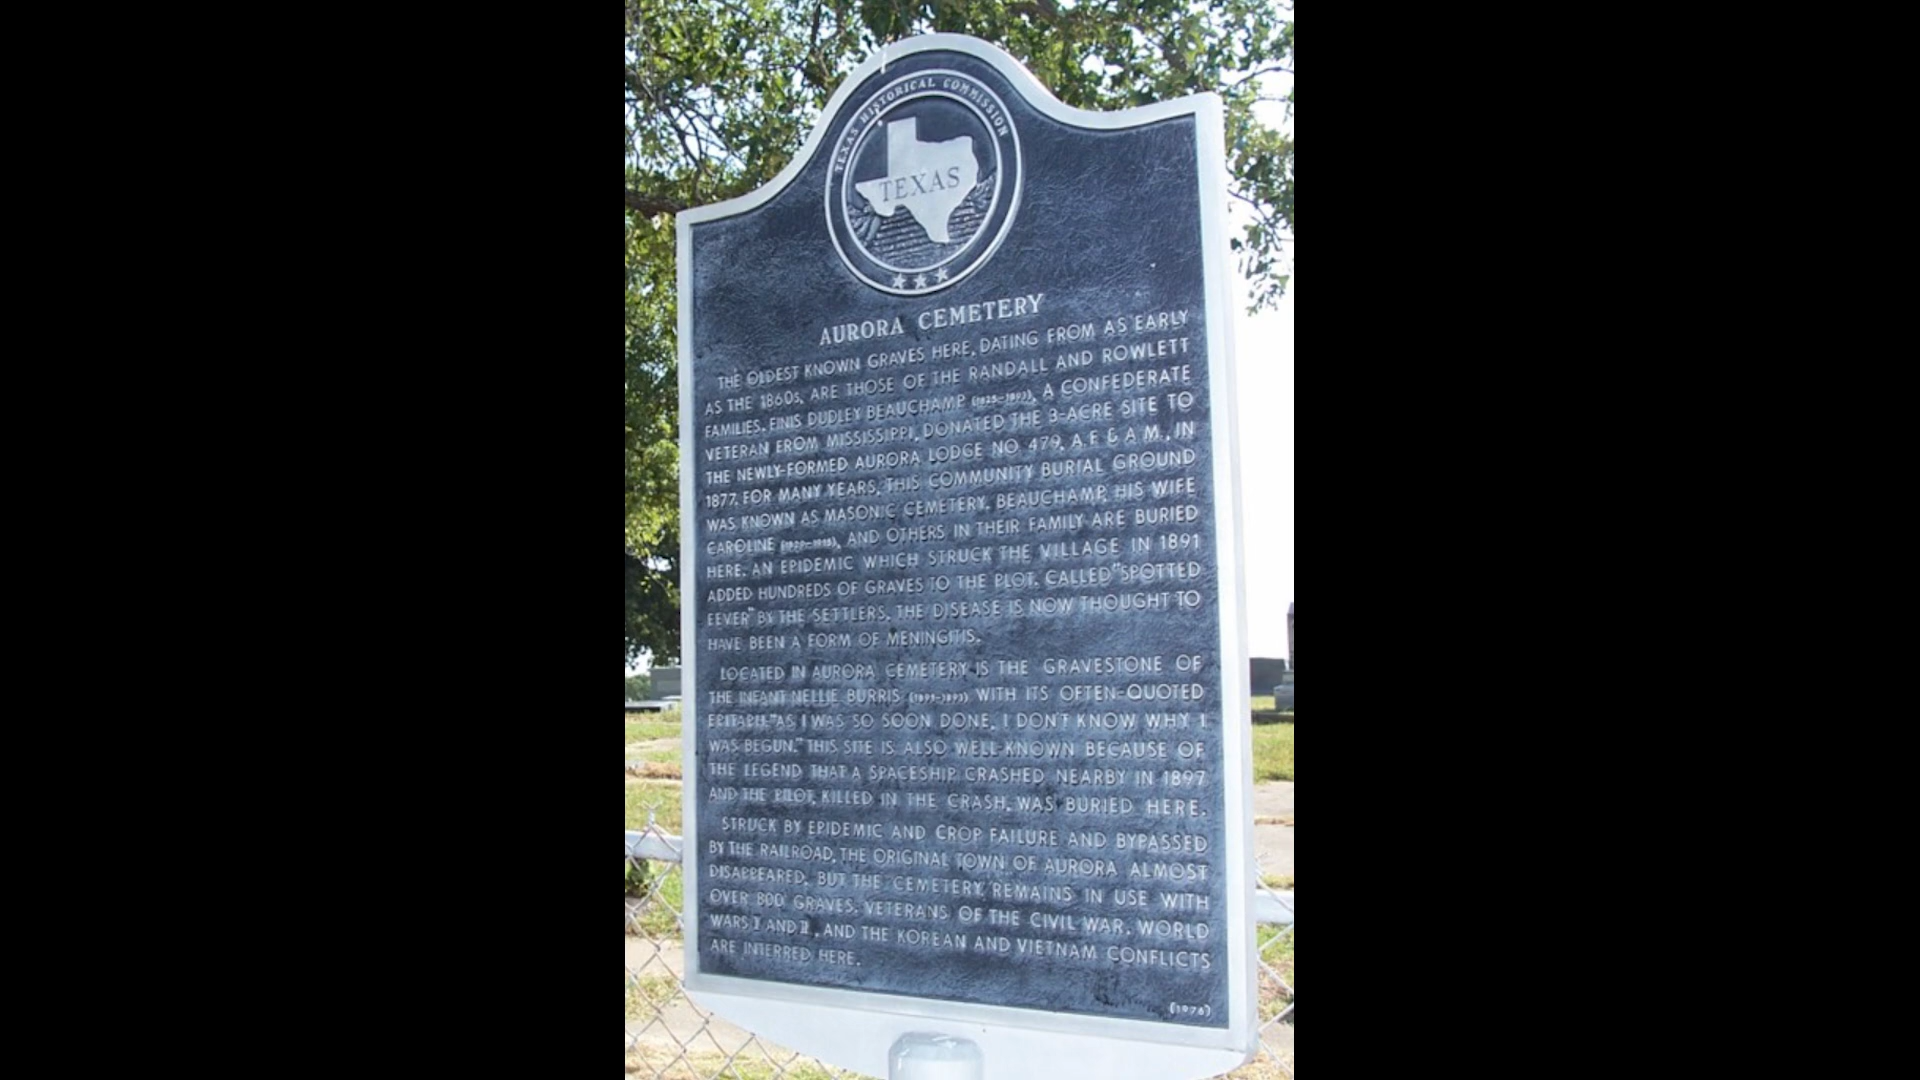 TEXAS HISTORICAL COMMISSION
TEXAS
AURORA CEMETERY
THE OLDEST KNOWN GRAVES HERE, DATING FROM AS EARLY
AS THE 1860s, ARE THOSE OF THE RANDALL AND ROWLETT
FAMILIES. FINIS DUDLEY BEAUCHAMP (1825-1893), A CONFEDERATE
VETERAN FROM MISSISSIPPI, DONATED THE 3-ACRE SITE TO
THE NEWLY-FORMED AURORA LODGE NO 479, A.F. & A.M., IN
1877. FOR MANY YEARS, THIS COMMUNITY BURIAL GROUND
WAS KNOWN AS MASONIC CEMETERY. BEAUCHAMP, HIS WIFE
CAROLINE, AND OTHERS IN THEIR FAMILY ARE BURIED
HERE. AN EPIDEMIC WHICH STRUCK THE VILLAGE IN 1891
ADDED HUNDREDS OF GRAVES TO THE PLOT. CALLED "SPOTTED
FEVER" BY THE SETTLERS, THE DISEASE IS NOW THOUGHT TO
HAVE BEEN A FORM OF MENINGITIS.
LOCATED IN AURORA CEMETERY IS THE GRAVESTONE OF
THE INFANT NELLIE BURRIS (1891-1893) WITH ITS OFTEN-QUOTED
EPITAPH: "AS I WAS SO SOON DONE, I DON'T KNOW WHY I
WAS BEGUN." THIS SITE IS ALSO WELL-KNOWN BECAUSE OF
THE LEGEND THAT A SPACESHIP CRASHED NEARBY IN 1897
AND THE PILOT, KILLED IN THE CRASH, WAS BURIED HERE.
STRUCK BY EPIDEMIC AND CROP FAILURE AND BYPASSED
BY THE RAILROAD, THE ORIGINAL TOWN OF AURORA ALMOST
DISAPPEARED, BUT THE CEMETERY REMAINS IN USE WITH
OVER 800 GRAVES. VETERANS OF THE CIVIL WAR, WORLD
WARS I AND II, AND THE KOREAN AND VIETNAM CONFLICTS
ARE INTERRED HERE.
(1976)